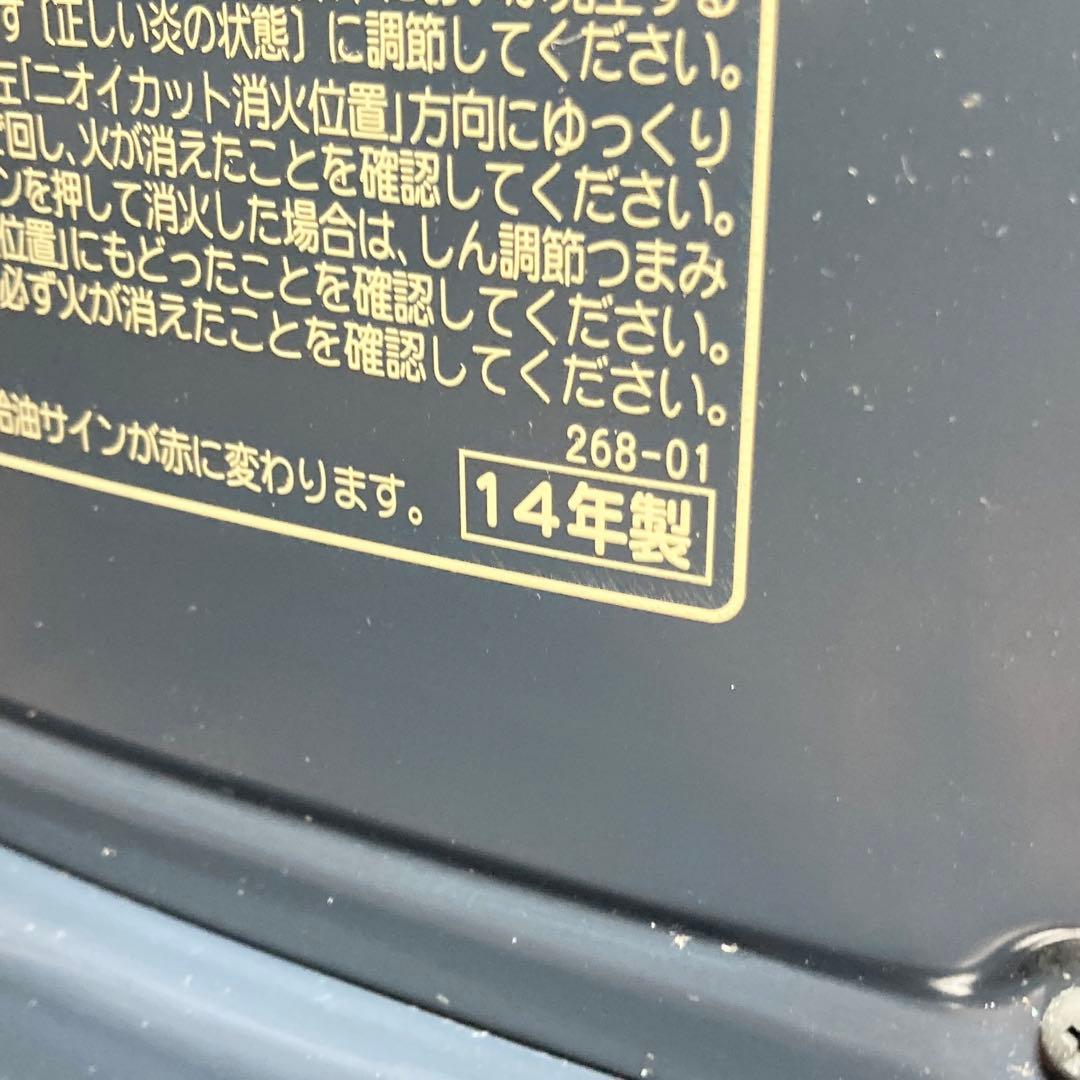 す〔正しい炎の状態〕に調節してください。
左「ニオイカット消火位置」方向にゆっくり
回し、火が消えたことを確認してください。
ンを押して消火した場合は、しん調節つまみ
位置」にもどったことを確認してください。
必ず火が消えたことを確認してください。
268-01
給油サインが赤に変わります。
14年製